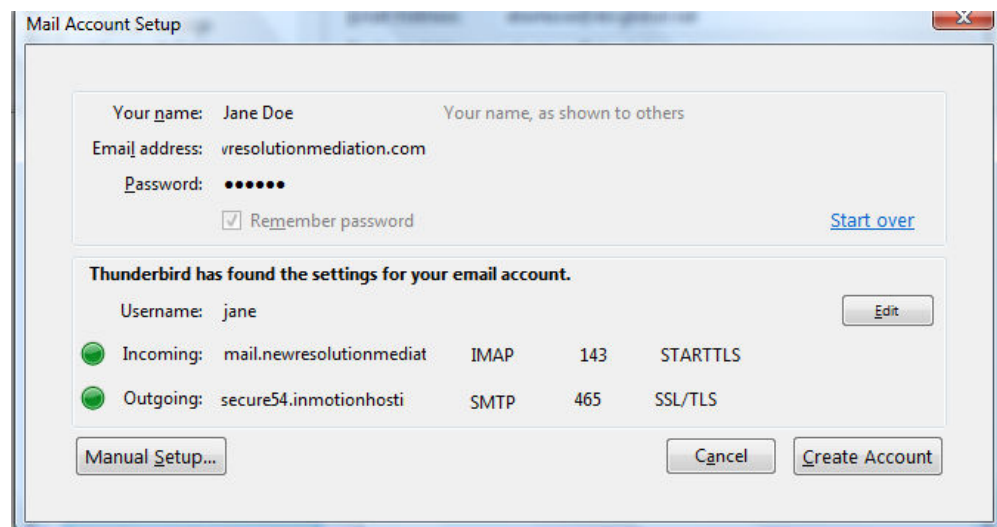 Mail Account Setup
Your name: Jane Doe Your name, as shown to others
Email address: vresolutionmediation.com
Password: ••••••
Remember password Start over
Thunderbird has found the settings for your email account.
Username: jane Edit
Incoming: mail.newresolutionmediat IMAP 143 STARTTLS
Outgoing: secure54.inmotionhosti SMTP 465 SSL/TLS
Manual Setup... Cancel Create Account